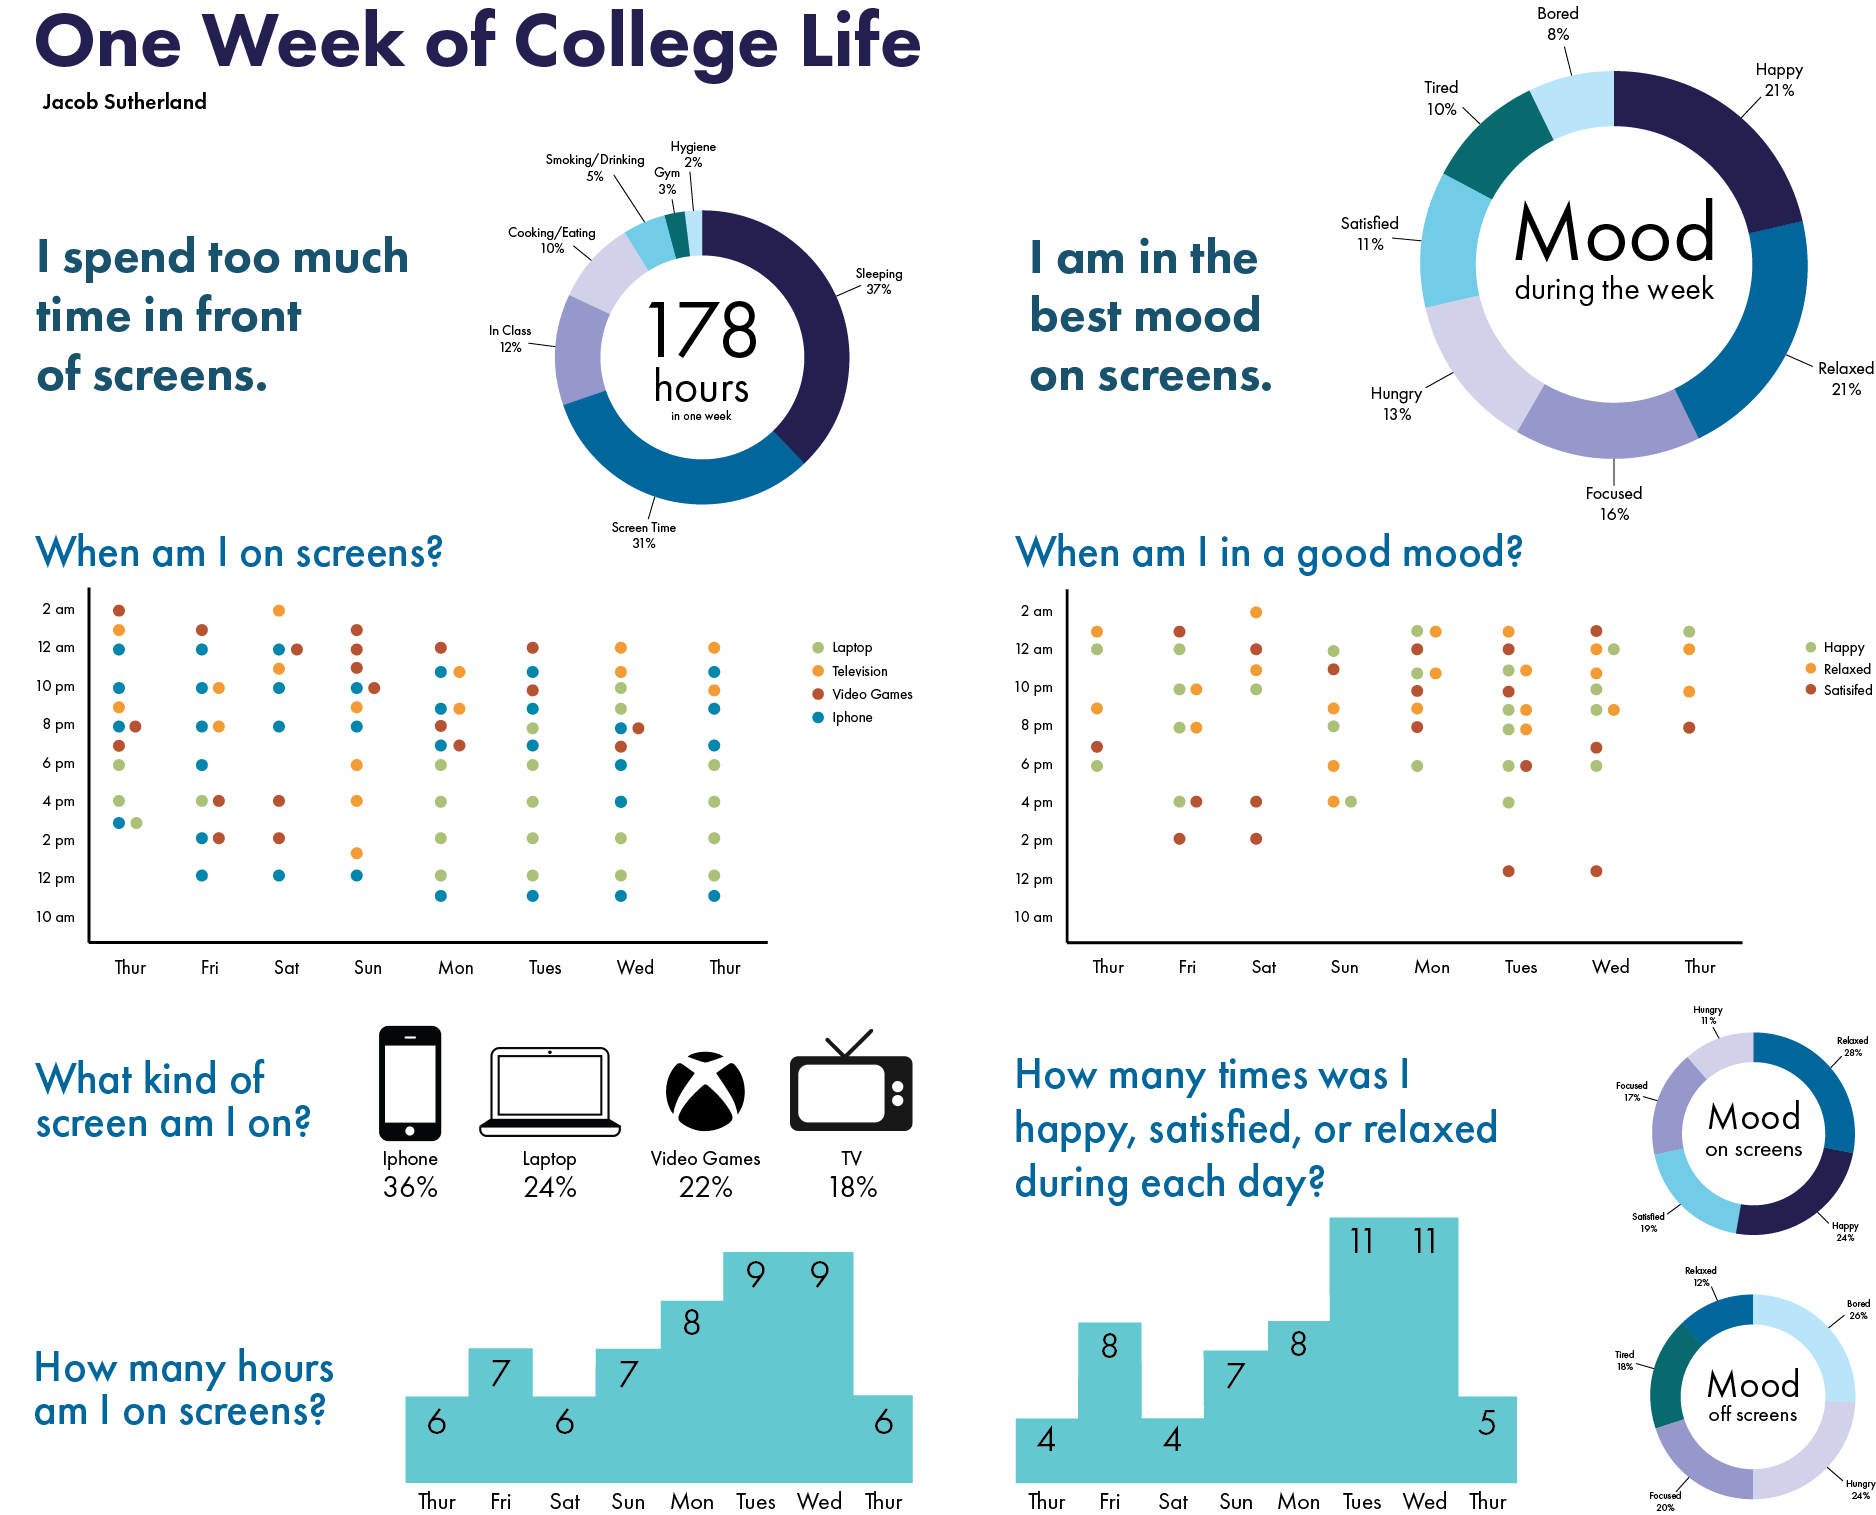 One Week of College Life
Jacob Sutherland
I spend too much
time in front
of screens.
Hygiene
2%
Smoking/Drinking
5%
Gym
3%
Cooking/Eating
10%
Sleeping
37%
In Class
12%
178
hours
in one week
Screen Time
31%
I am in the
best mood
on screens.
Bored
8%
Happy
21%
Tired
10%
Satisfied
11%
Mood
during the week
Relaxed
21%
Hungry
13%
Focused
16%
When am I on screens?
2 am
12 am
10 pm
8 pm
6 pm
4 pm
2 pm
12 pm
10 am
Laptop
Television
Video Games
Iphone
Thur Fri Sat Sun Mon Tues Wed Thur
When am I in a good mood?
2 am
12 am
10 pm
8 pm
6 pm
4 pm
2 pm
12 pm
10 am
Happy
Relaxed
Satisifed
Thur Fri Sat Sun Mon Tues Wed Thur
What kind of
screen am I on?
Iphone
36%
Laptop
24%
Video Games
22%
TV
18%
How many hours
am I on screens?
6 7 6 7 8 9 9 6
Thur Fri Sat Sun Mon Tues Wed Thur
How many times was I
happy, satisfied, or relaxed
during each day?
4 8 4 7 8 11 11 5
Thur Fri Sat Sun Mon Tues Wed Thur
Hungry
11%
Relaxed
28%
Focused
17%
Mood
on screens
Satisfied
19%
Happy
24%
Relaxed
12%
Bored
26%
Tired
18%
Mood
off screens
Focused
20%
Hungry
24%